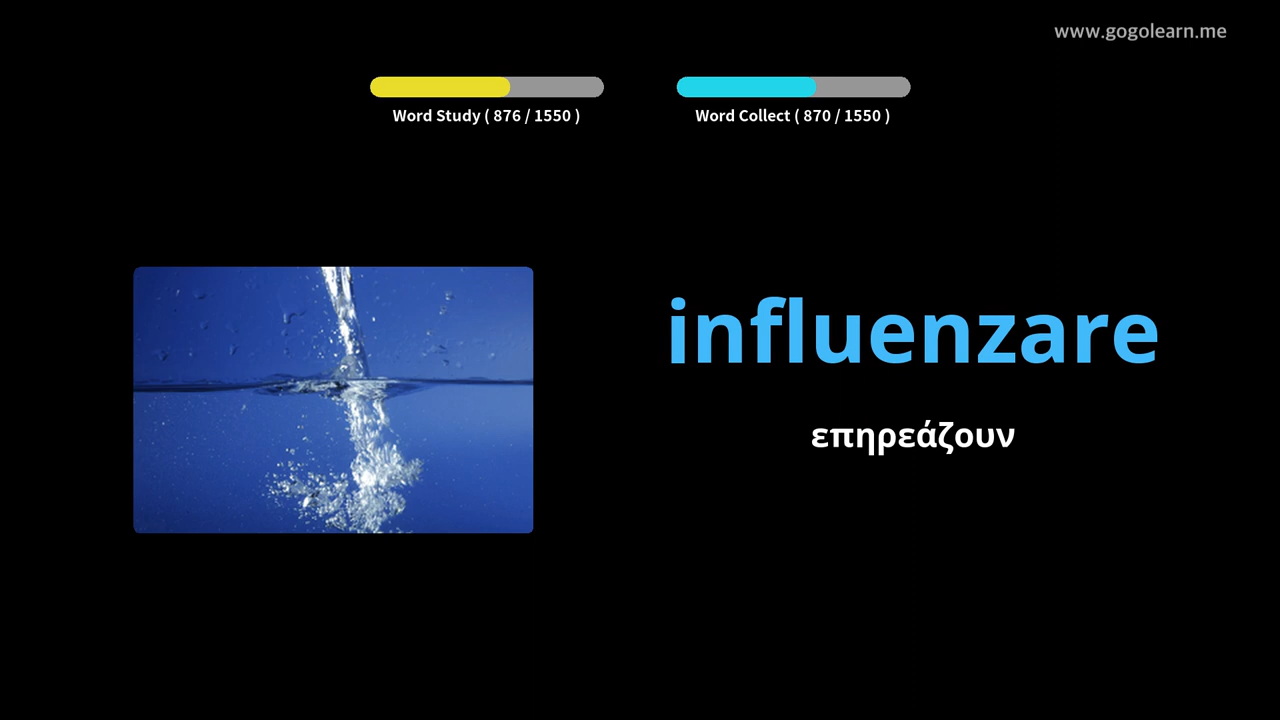 www.gogolearn.me
Word Study ( 876 / 1550 )
Word Collect ( 870 / 1550 )
influenzare
επηρεάζουν